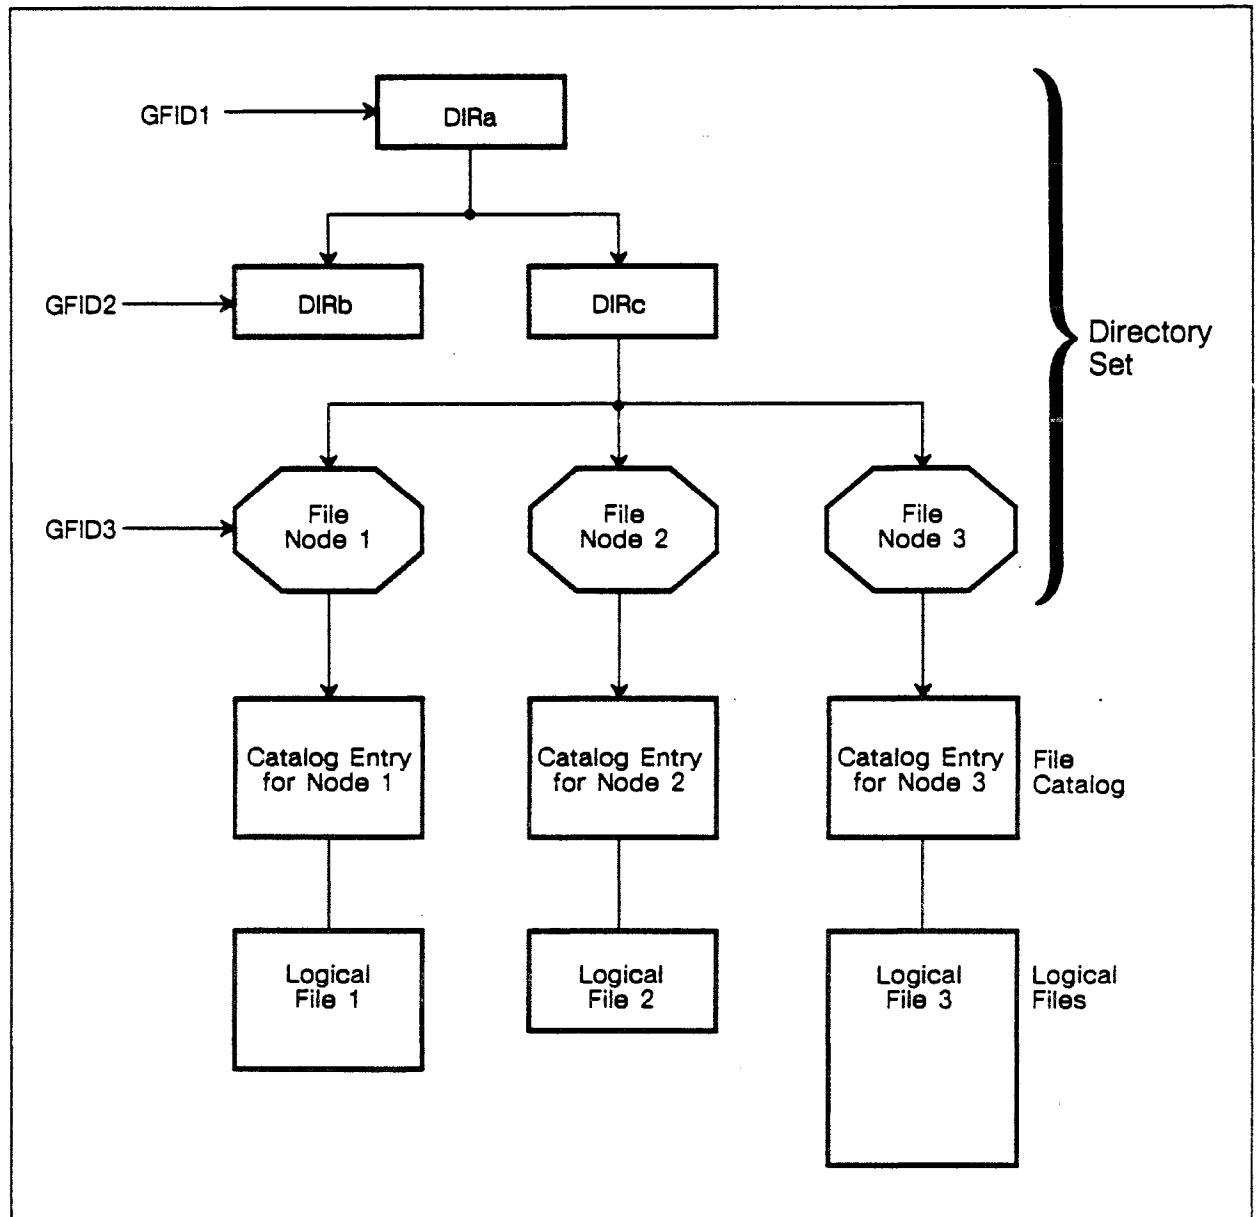 GFID1
DIRa
GFID2
DIRb
DIRc
Directory
Set
GFID3
File
Node 1
File
Node 2
File
Node 3
Catalog Entry
for Node 1
Catalog Entry
for Node 2
Catalog Entry
for Node 3
File
Catalog
Logical
File 1
Logical
File 2
Logical
File 3
Logical
Files